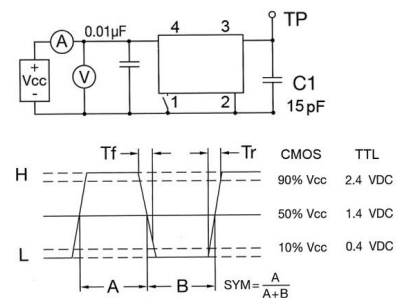 TP
A
0.01µF
4 3
+
Vcc
-
V
1 2
C1
15pF
Tf Tr CMOS TTL
H
90% Vcc 2.4 VDC
50% Vcc 1.4 VDC
L
10% Vcc 0.4 VDC
A B
SYM= A
A+B